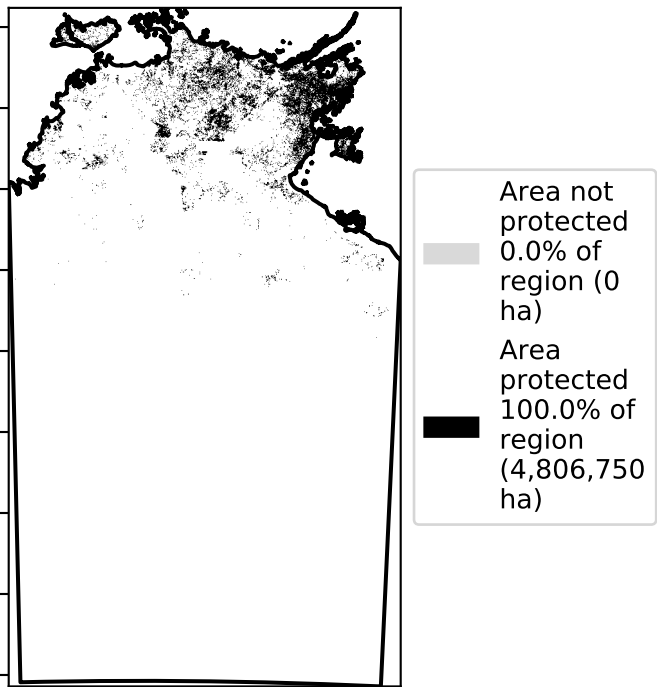 Area not
protected
0.0% of
region (0
ha)
Area
protected
100.0% of
region
(4,806,750
ha)